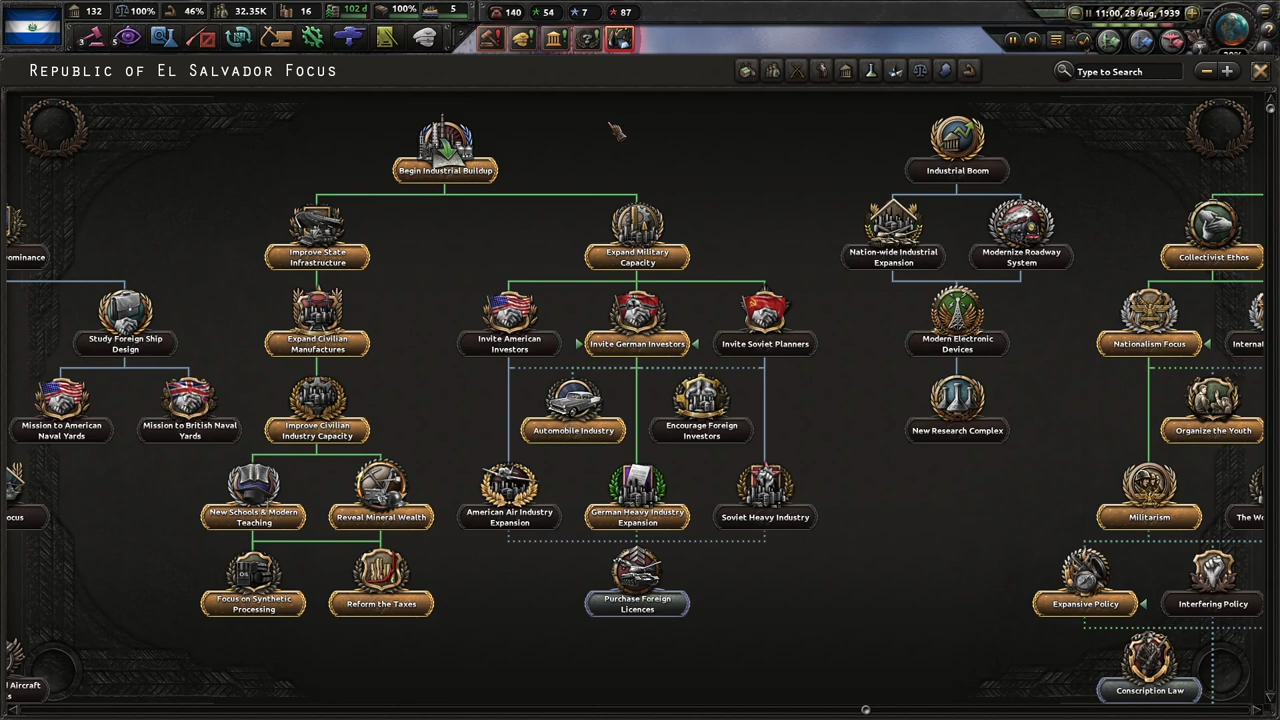 132
100%
46%
32.35K
16
102 d
100%
5
140
54
7
87
11:00, 28 Aug, 1939
3
5
Republic of El Salvador Focus
Type to Search
Begin Industrial Buildup
Industrial Boom
ominance
Improve State
Infrastructure
Expand Military
Capacity
Nation-wide Industrial
Expansion
Modernize Roadway
System
Collectivist Ethos
Study Foreign Ship
Design
Expand Civilian
Manufactures
Invite American
Investors
Invite German Investors
Invite Soviet Planners
Modern Electronic
Devices
Nationalism Focus
Internat
Mission to American
Naval Yards
Mission to British Naval
Yards
Improve Civilian
Industry Capacity
Automobile Industry
Encourage Foreign
Investors
New Research Complex
Organize the Youth
ocus
New Schools & Modern
Teaching
Reveal Mineral Wealth
American Air Industry
Expansion
German Heavy Industry
Expansion
Soviet Heavy Industry
Militarism
The Wo
Focus on Synthetic
Processing
Reform the Taxes
Purchase Foreign
Licences
Expansive Policy
Interfering Policy
l Aircraft
Conscription Law